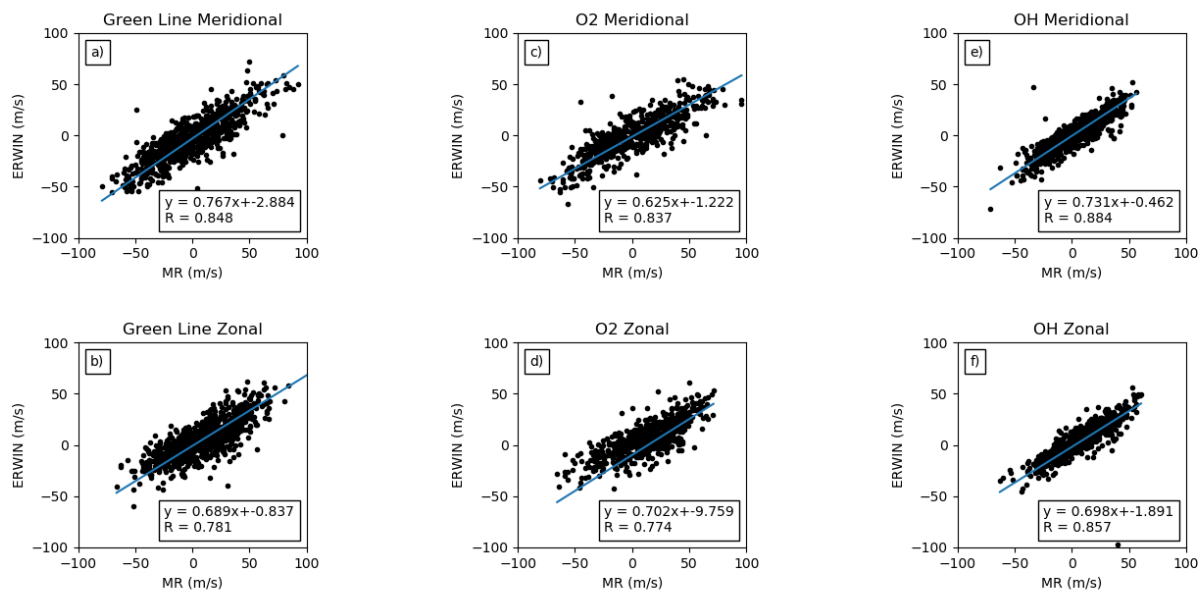 Green Line Meridional
100
50
0
−50
−100
ERWIN (m/s)
a)
y = 0.767x+-2.884
R = 0.848
−100 −50 0 50 100
MR (m/s)
O2 Meridional
100
50
0
−50
−100
ERWIN (m/s)
c)
y = 0.625x+-1.222
R = 0.837
−100 −50 0 50 100
MR (m/s)
OH Meridional
100
50
0
−50
−100
ERWIN (m/s)
e)
y = 0.731x+-0.462
R = 0.884
−100 −50 0 50 100
MR (m/s)
Green Line Zonal
100
50
0
−50
−100
ERWIN (m/s)
b)
y = 0.689x+-0.837
R = 0.781
−100 −50 0 50 100
MR (m/s)
O2 Zonal
100
50
0
−50
−100
ERWIN (m/s)
d)
y = 0.702x+-9.759
R = 0.774
−100 −50 0 50 100
MR (m/s)
OH Zonal
100
50
0
−50
−100
ERWIN (m/s)
f)
y = 0.698x+-1.891
R = 0.857
−100 −50 0 50 100
MR (m/s)